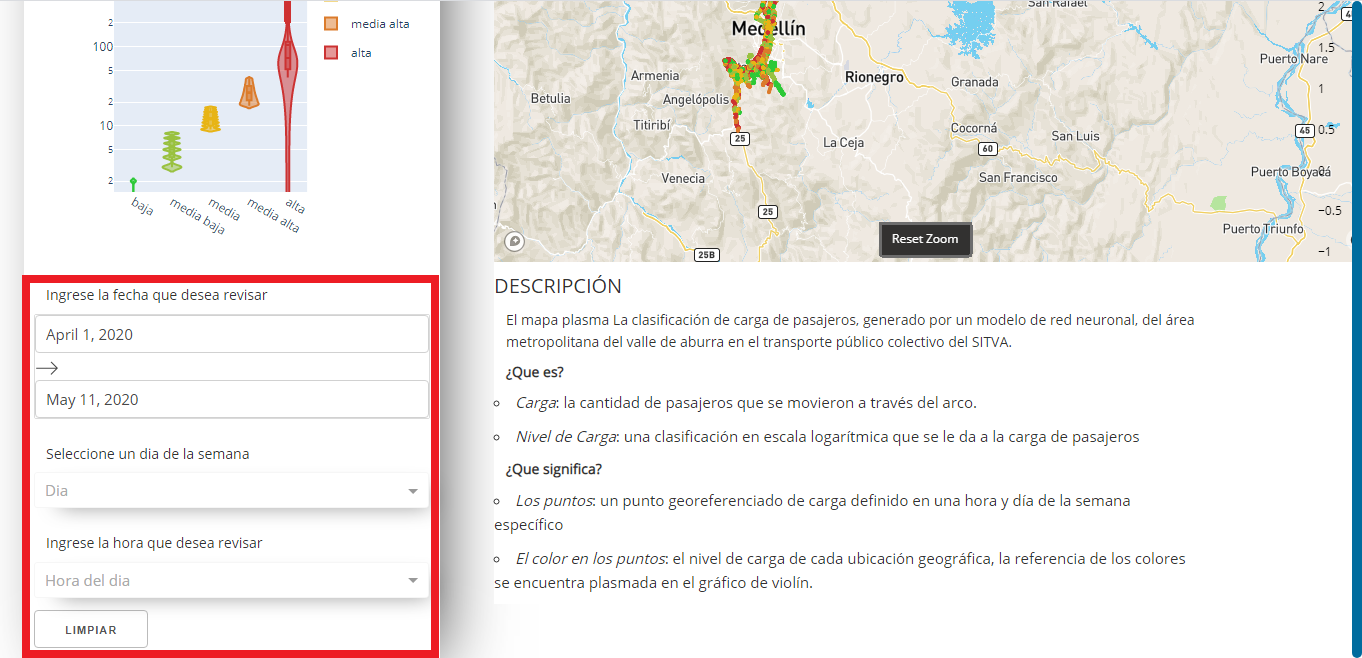 media alta
alta
2
100
5
2
10
5
2
baja
media baja
media
media alta
alta
Ingrese la fecha que desea revisar
April 1, 2020
May 11, 2020
Seleccione un dia de la semana
Dia
Ingrese la hora que desea revisar
Hora del dia
LIMPIAR
San Rafael
Medellín
Armenia
Rionegro
Puerto Nare
Betulia
Angelópolis
Granada
Titiribí
25
La Ceja
Cocorná
San Luis
45
60
Venecia
San Francisco
Puerto Boyacá
25
Puerto Triunfo
25B
Reset Zoom
2
1.5
1
0.5
0
−0.5
−1
DESCRIPCIÓN
El mapa plasma La clasificación de carga de pasajeros, generado por un modelo de red neuronal, del área
metropolitana del valle de aburra en el transporte público colectivo del SITVA.
¿Que es?
Carga: la cantidad de pasajeros que se movieron a través del arco.
Nivel de Carga: una clasificación en escala logarítmica que se le da a la carga de pasajeros
¿Que significa?
Los puntos: un punto georeferenciado de carga definido en una hora y día de la semana
específico
El color en los puntos: el nivel de carga de cada ubicación geográfica, la referencia de los colores
se encuentra plasmada en el gráfico de violín.